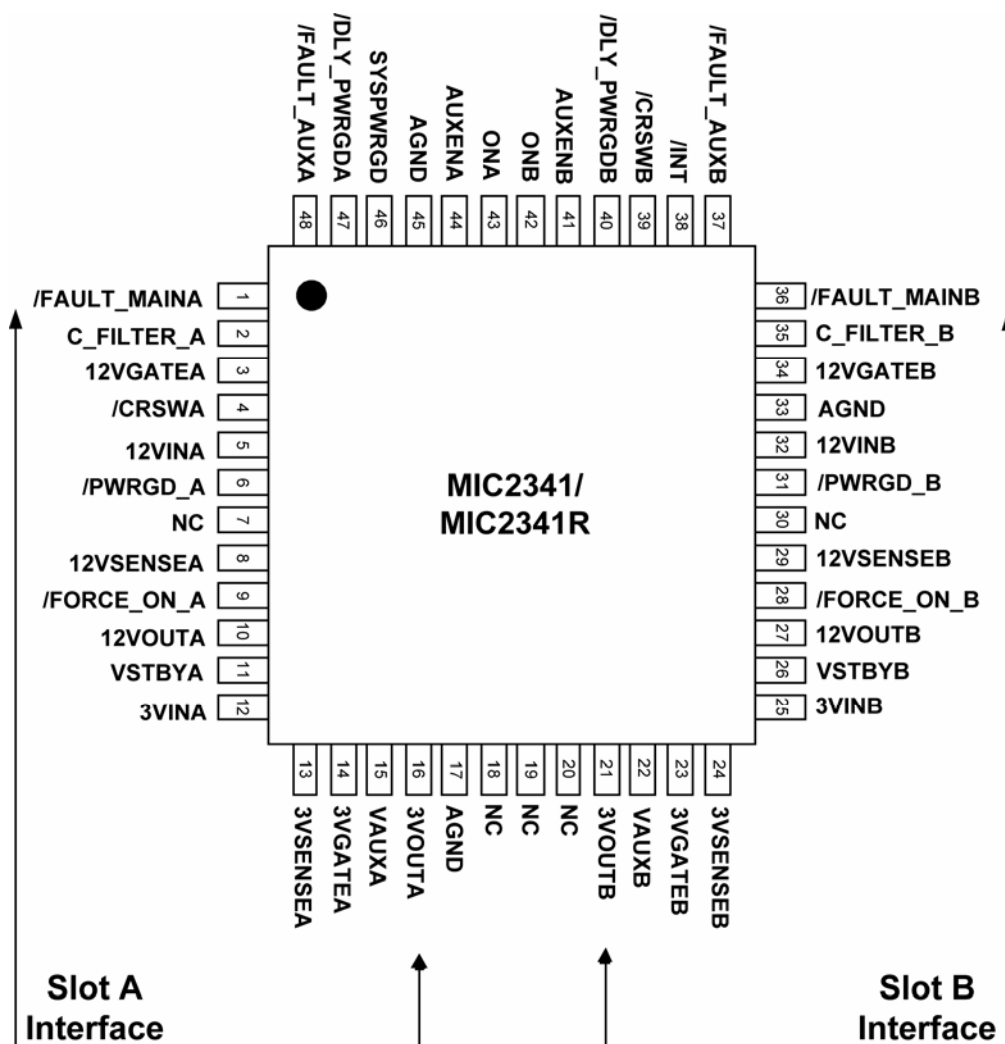 /FAULT_AUXA
/DLY_PWRGDA
SYSPWRGD
AGND
AUXENA
ONA
ONB
AUXENB
/DLY_PWRGDB
/CRSWB
/INT
/FAULT_AUXB
48
47
46
45
44
43
42
41
40
39
38
37
/FAULT_MAINA 1
C_FILTER_A 2
12VGATEA 3
/CRSWA 4
12VINA 5
/PWRGD_A 6
NC 7
12VSENSEA 8
/FORCE_ON_A 9
12VOUTA 10
VSTBYA 11
3VINA 12
MIC2341/
MIC2341R
36 /FAULT_MAINB
35 C_FILTER_B
34 12VGATEB
33 AGND
32 12VINB
31 /PWRGD_B
30 NC
29 12VSENSEB
28 /FORCE_ON_B
27 12VOUTB
26 VSTBYB
25 3VINB
13
14
15
16
17
18
19
20
21
22
23
24
3VSENSEA
3VGATEA
VAUXA
3VOUTA
AGND
NC
NC
NC
3VOUTB
VAUXB
3VGATEB
3VSENSEB
Slot A
Interface
Slot B
Interface